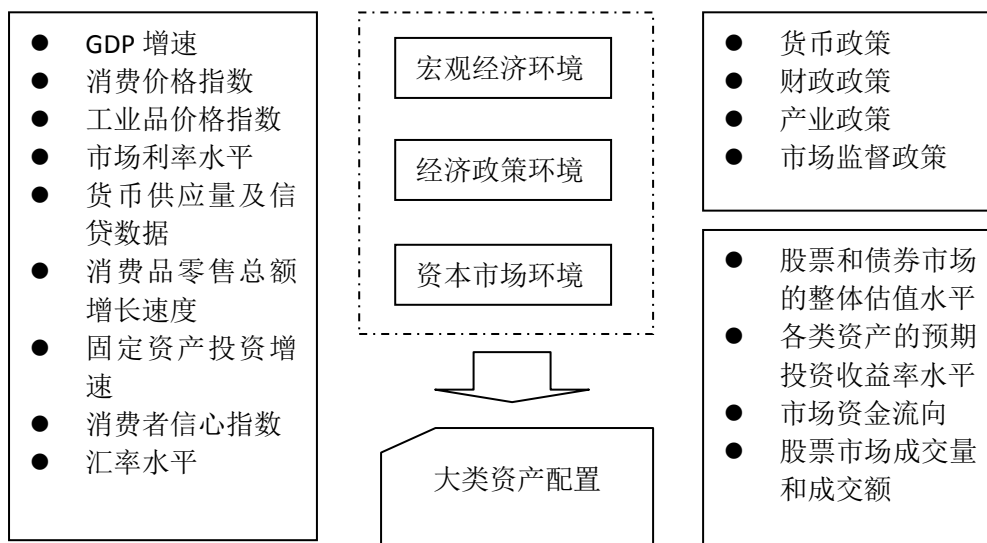 ● GDP 增速
● 消费价格指数
● 工业品价格指数
● 市场利率水平
● 货币供应量及信
贷数据
● 消费品零售总额
增长速度
● 固定资产投资增
速
● 消费者信心指数
● 汇率水平
宏观经济环境
经济政策环境
资本市场环境
大类资产配置
● 货币政策
● 财政政策
● 产业政策
● 市场监督政策
● 股票和债券市场
的整体估值水平
● 各类资产的预期
投资收益率水平
● 市场资金流向
● 股票市场成交量
和成交额